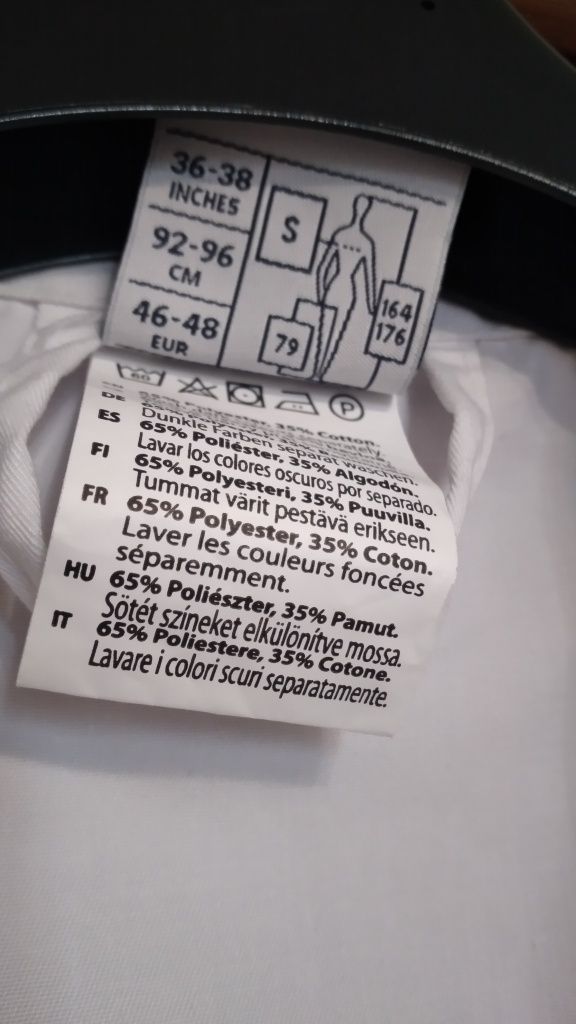 36-38
INCHES
92-96
CM
46-48
EUR
S
79
164
176
60
P
DE
35% Cotton.
Dunkle Farben separat waschen.
ES 65% Poliéster, 35% Algodón.
Lavar los colores oscuros por separado.
FI 65% Polyesteri, 35% Puuvilla.
Tummat värit pestävä erikseen.
FR 65% Polyester, 35% Coton.
Laver les couleurs foncées
séparemment.
HU 65% Poliészter, 35% Pamut.
Sötét színeket elkülönítve mossa.
IT 65% Poliestere, 35% Cotone.
Lavare i colori scuri separatamente.